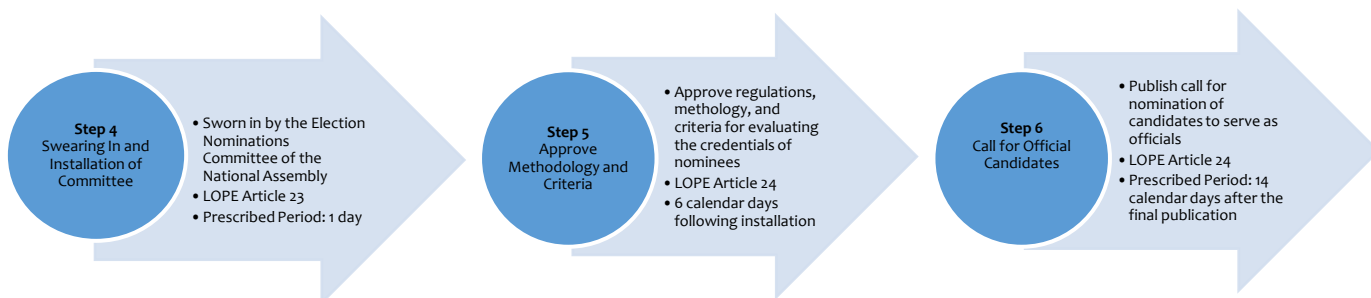 Step 4
Swearing In and
Installation of
Committee
• Sworn in by the Election
Nominations
Committee of the
National Assembly
• LOPE Article 23
• Prescribed Period: 1 day
Step 5
Approve
Methodology and
Criteria
• Approve regulations,
methology, and
criteria for evaluating
the credentials of
nominees
• LOPE Article 24
• 6 calendar days
following installation
Step 6
Call for Official
Candidates
• Publish call for
nomination of
candidates to serve as
officials
• LOPE Article 24
• Prescribed Period: 14
calendar days after the
final publication